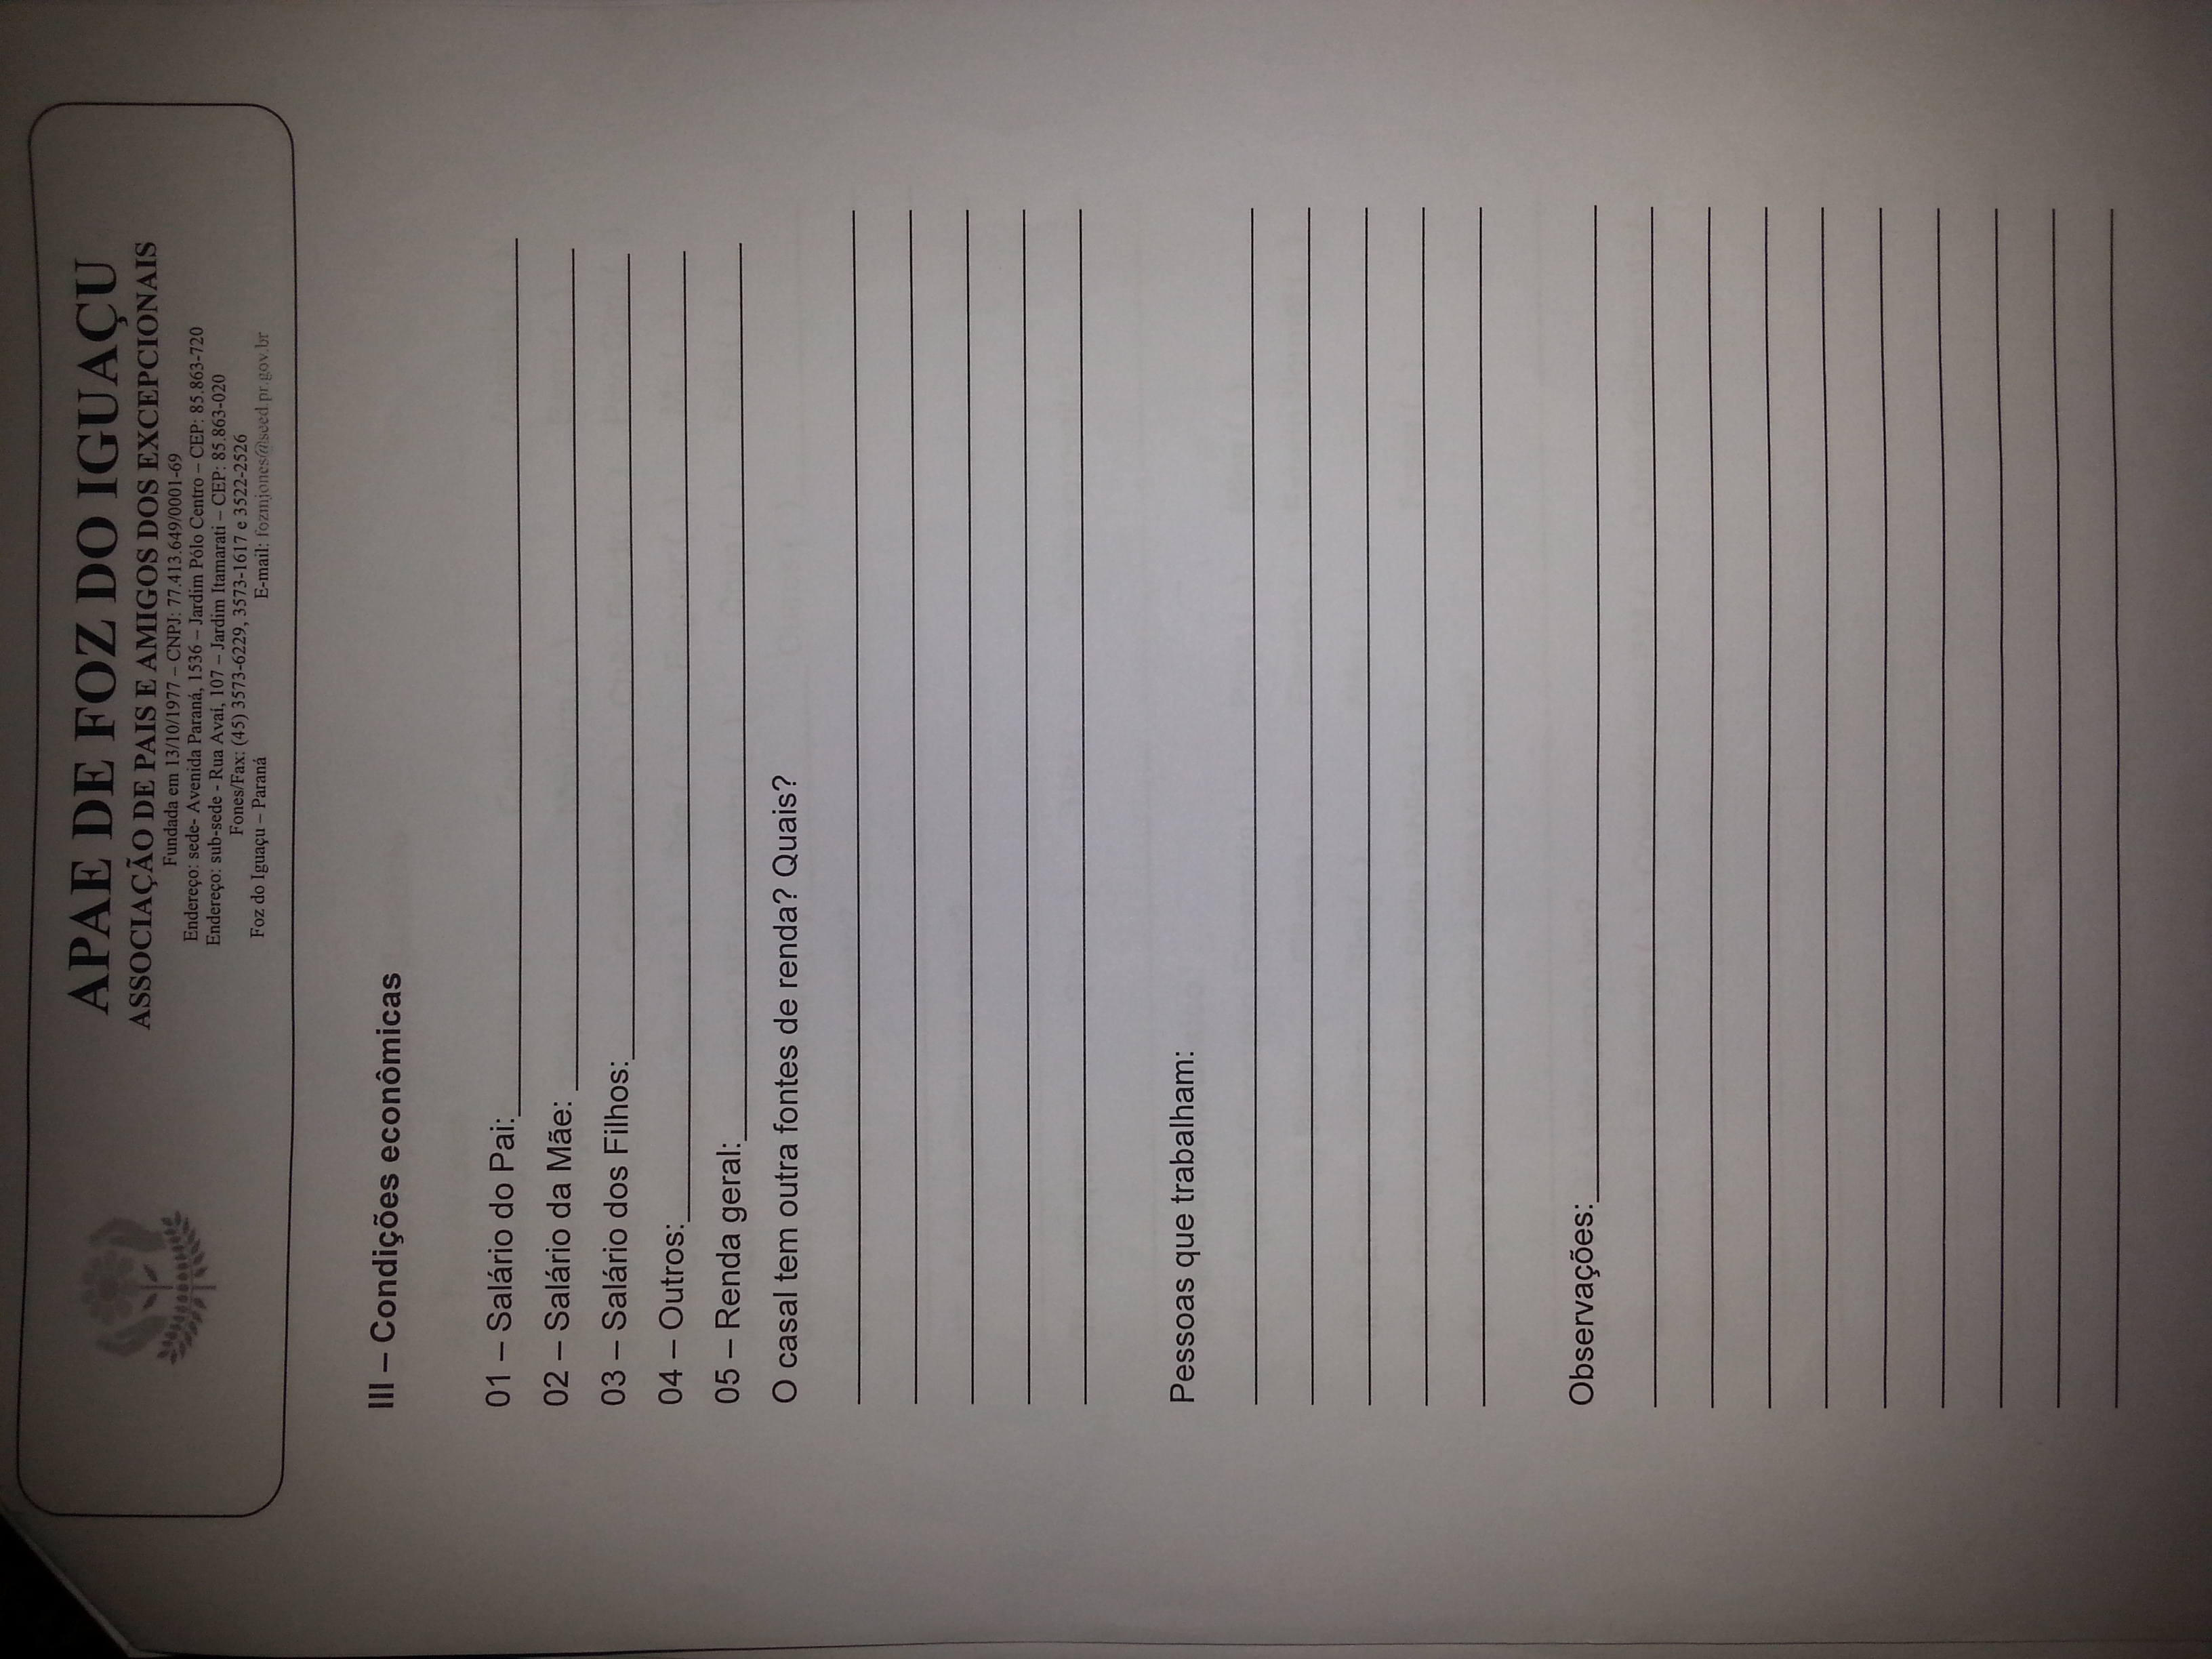 APAE DE FOZ DO IGUAÇU
ASSOCIAÇÃO DE PAIS E AMIGOS DOS EXCEPCIONAIS
Fundada em 13/10/1977 – CNPJ: 77.413.649/0001-69
Endereço: sede- Avenida Paraná, 1536 – Jardim Pólo Centro – CEP: 85.863-720
Endereço: sub-sede - Rua Avaí, 107 – Jardim Itamarati – CEP: 85.863-020
Fones/Fax: (45) 3573-6229, 3573-1617 e 3522-2526
Foz do Iguaçu – Paraná E-mail: fozmjones@seed.pr.gov.br
III – Condições econômicas
01 – Salário do Pai:
02 – Salário da Mãe:
03 – Salário dos Filhos:
04 – Outros:
05 – Renda geral:
O casal tem outra fontes de renda? Quais?
Pessoas que trabalham:
Observações: